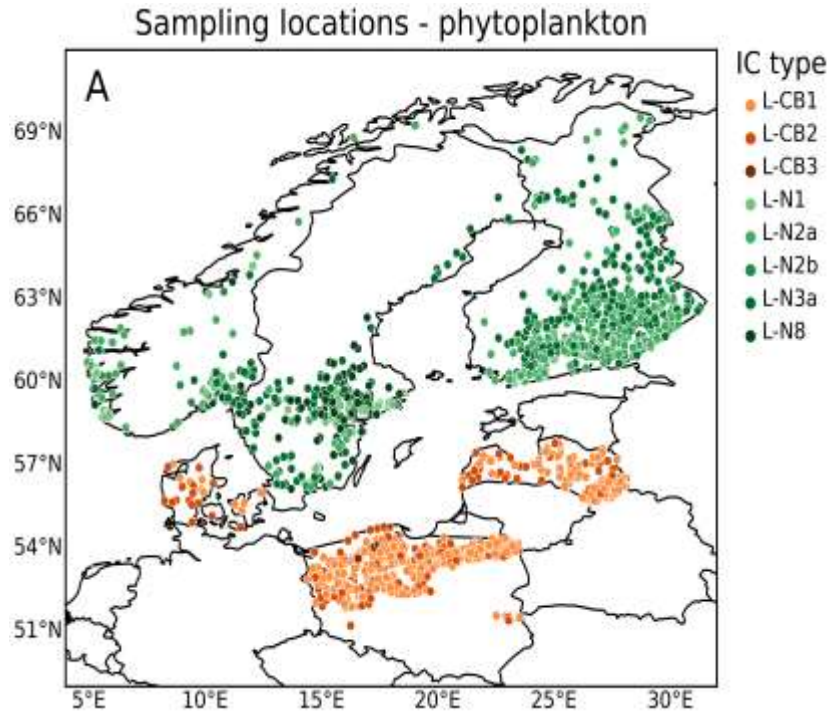 Sampling locations - phytoplankton
A
IC type
L-CB1
L-CB2
L-CB3
L-N1
L-N2a
L-N2b
L-N3a
L-N8
69°N
66°N
63°N
60°N
57°N
54°N
51°N
5°E 10°E 15°E 20°E 25°E 30°E